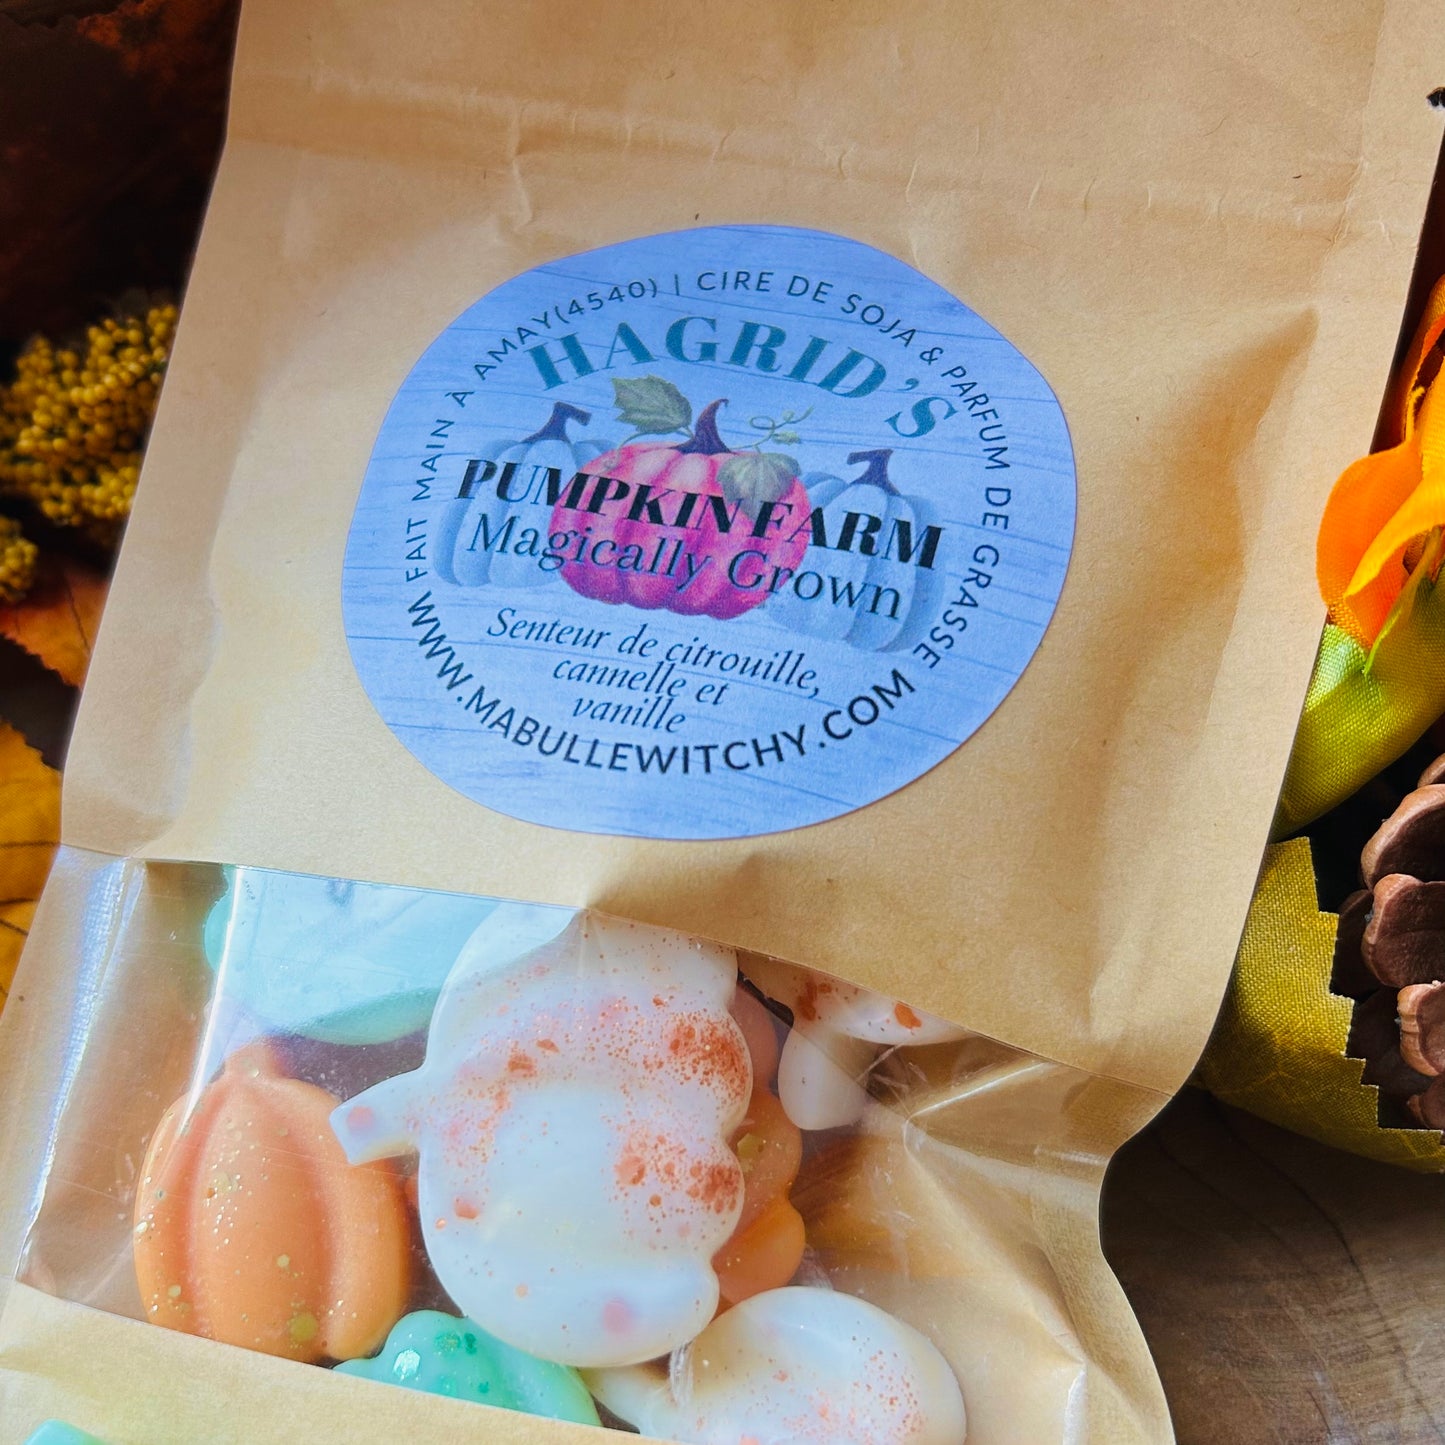 FAIT MAIN À AMAY(4540) | CIRE DE SOJA & PARFUM DE GRASSE
HAGRID'S
PUMPKIN FARM
Magically Grown
Senteur de citrouille,
cannelle et
vanille
WWW.MABULLEWITCHY.COM